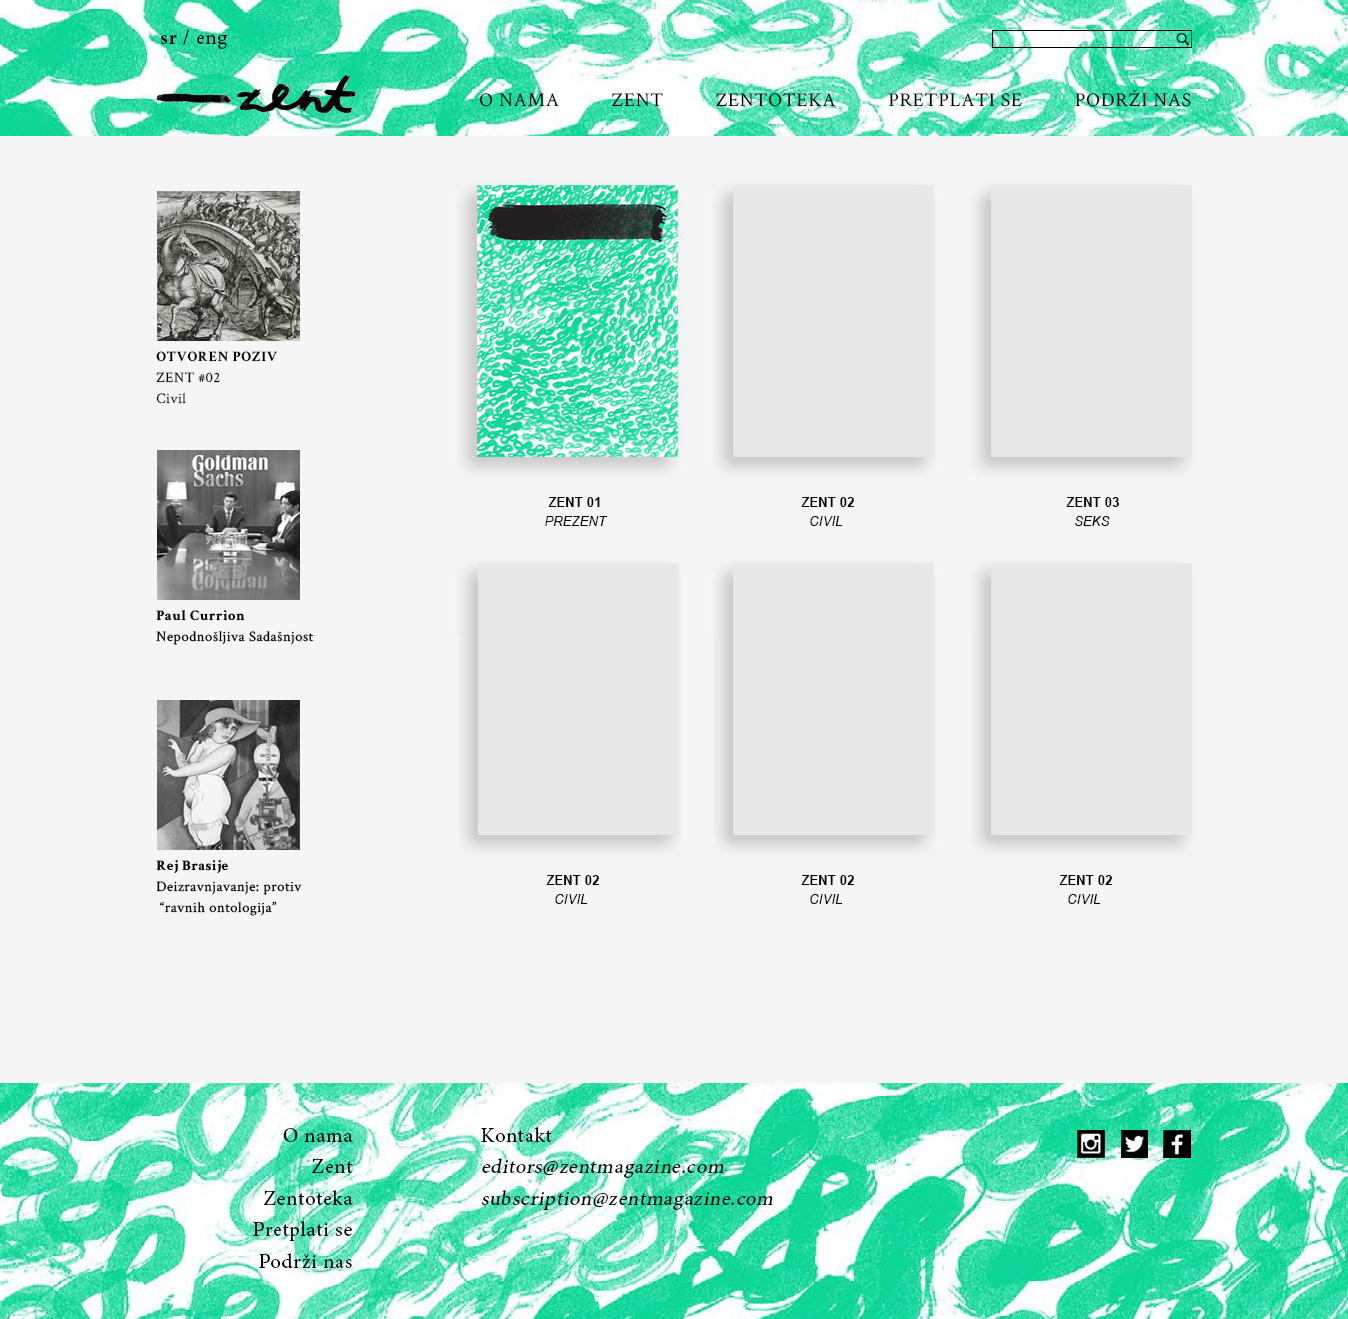 sr / eng
zent
O NAMA ZENT ZENTOTEKA PRETPLATI SE PODRŽI NAS
OTVOREN POZIV
ZENT #02
Civil
Goldman
Sachs
Paul Currion
Nepodnošljiva Sadašnjost
Rej Brasije
Deizravnjavanje: protiv
“ravnih ontologija”
ZENT 01
PREZENT
ZENT 02
CIVIL
ZENT 03
SEKS
ZENT 02
CIVIL
ZENT 02
CIVIL
ZENT 02
CIVIL
O nama
Zent
Zentoteka
Pretplati se
Podrži nas
Kontakt
editors@zentmagazine.com
subscription@zentmagazine.com